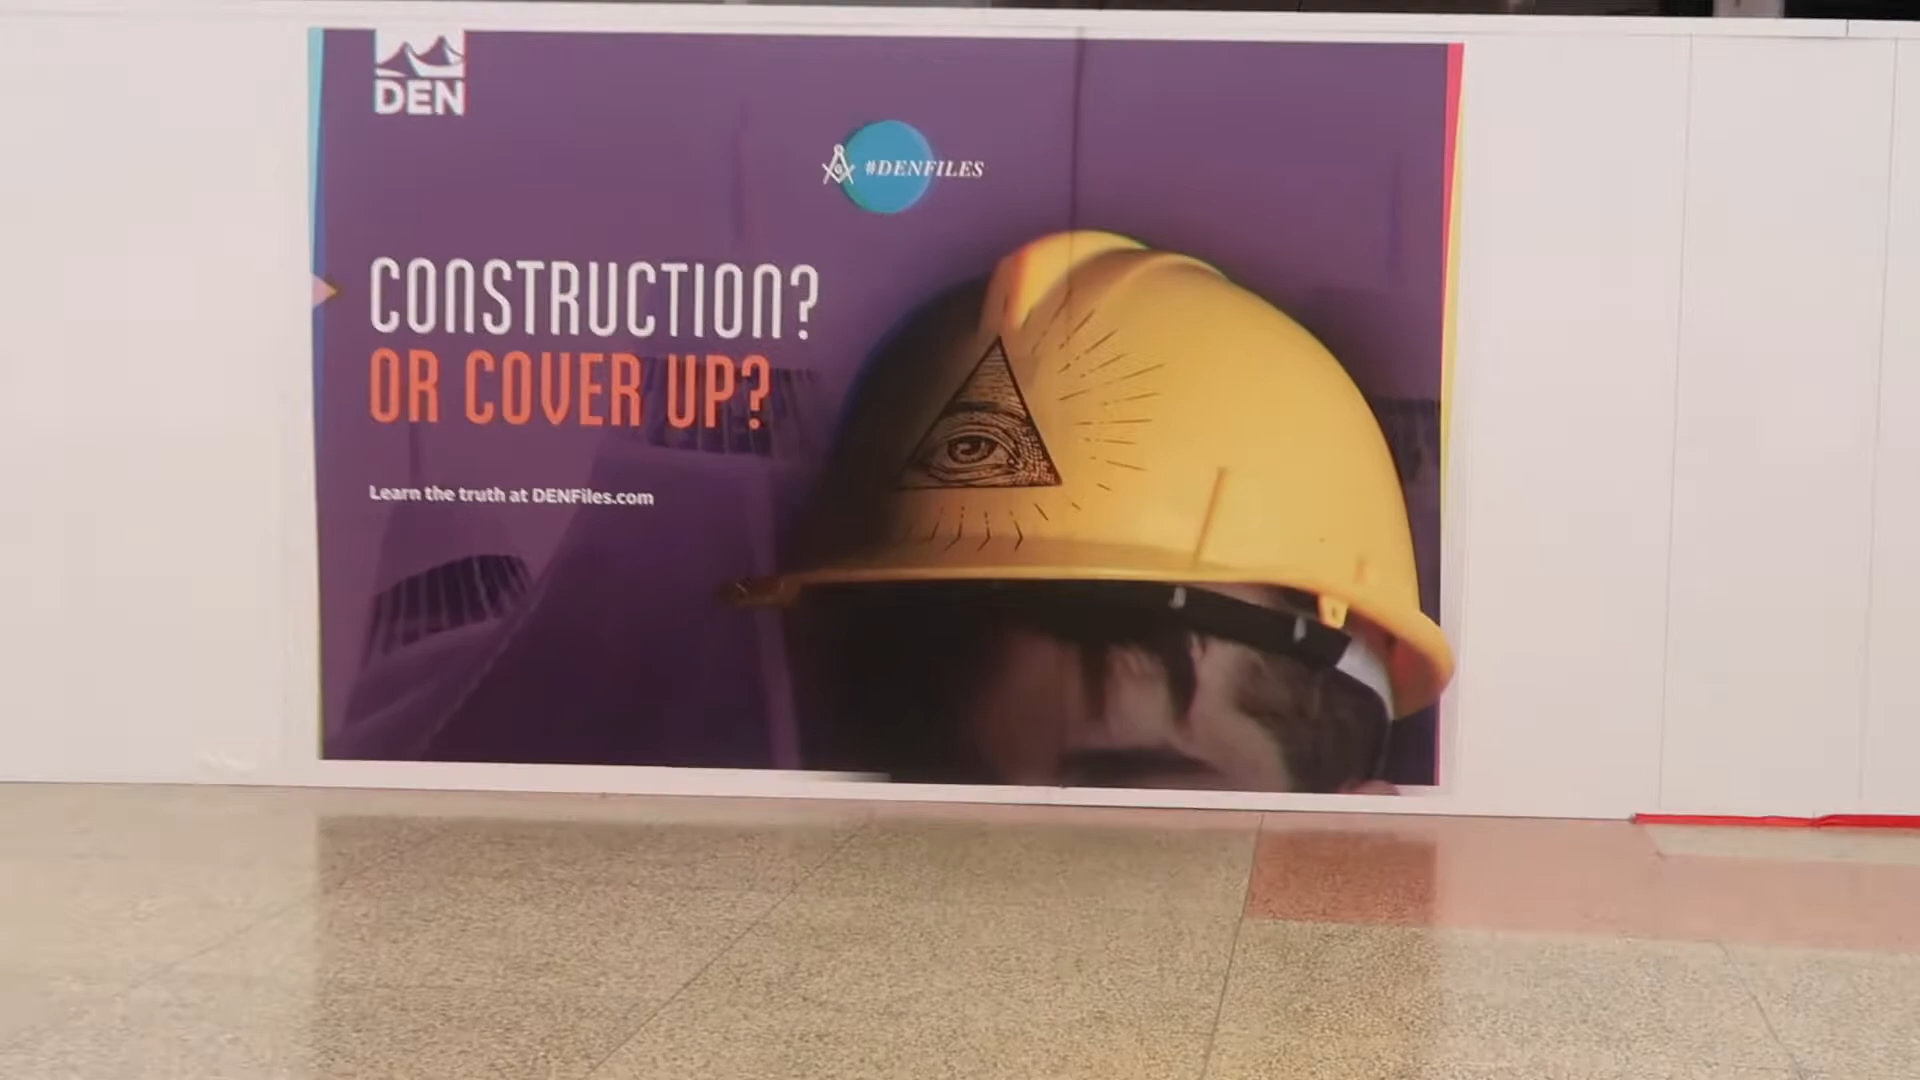 DEN
#DENFILES
CONSTRUCTION?
OR COVER UP?
Learn the truth at DENFiles.com